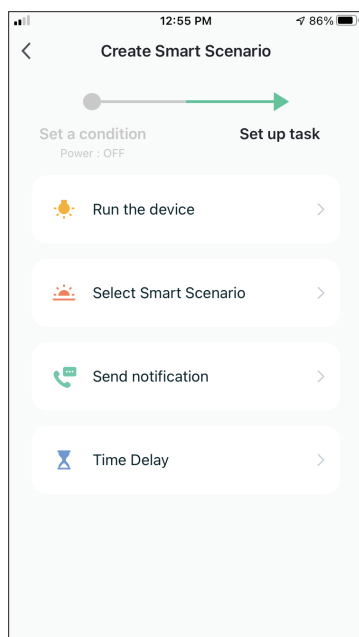 12:55 PM
86%
Create Smart Scenario
Set a condition
Set up task
Power : OFF
Run the device
Select Smart Scenario
Send notification
Time Delay